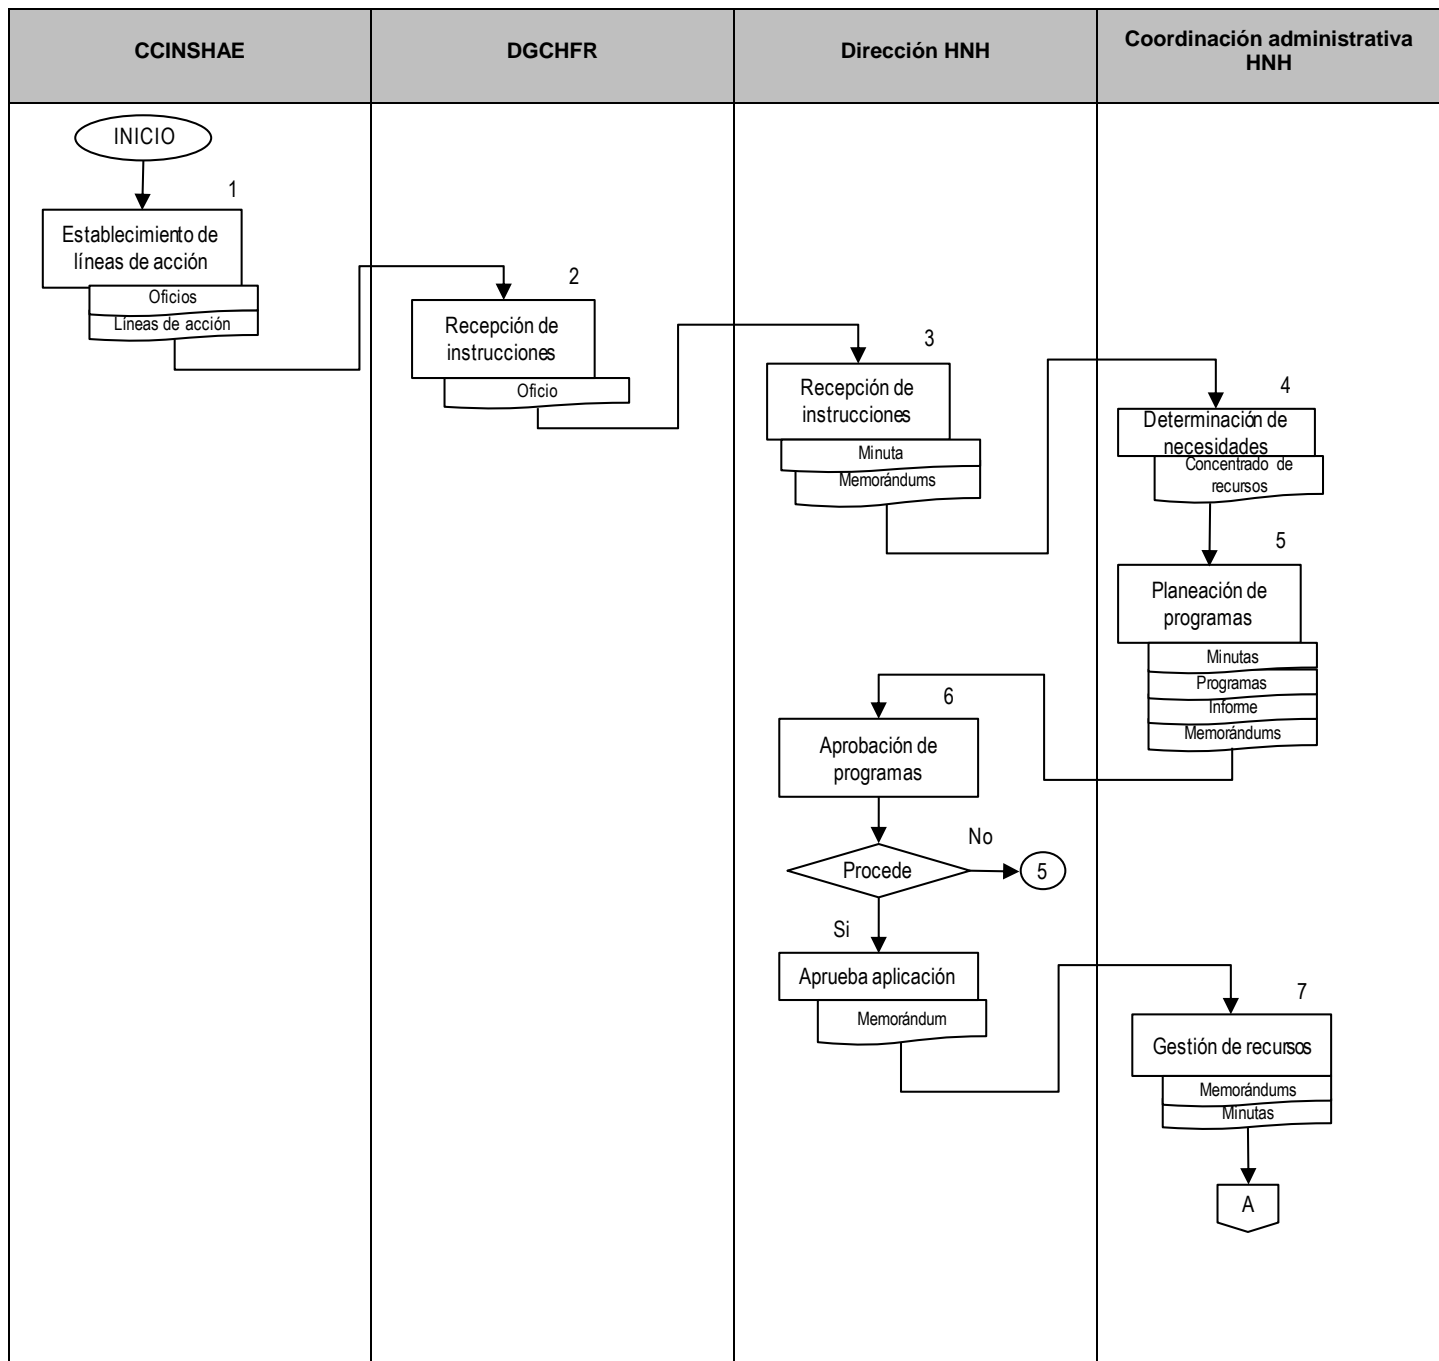 CCINSHAE
DGCHFR
Dirección HNH
Coordinación administrativa
HNH
INICIO
1
Establecimiento de
líneas de acción
Oficios
Líneas de acción
2
Recepción de
instrucciones
Oficio
3
Recepción de
instrucciones
Minuta
Memorándums
4
Determinación de
necesidades
Concentrado de
recursos
5
Planeación de
programas
Minutas
Programas
Informe
Memorándums
6
Aprobación de
programas
Procede
No
5
Si
Aprueba aplicación
Memorándum
7
Gestión de recursos
Memorándums
Minutas
A